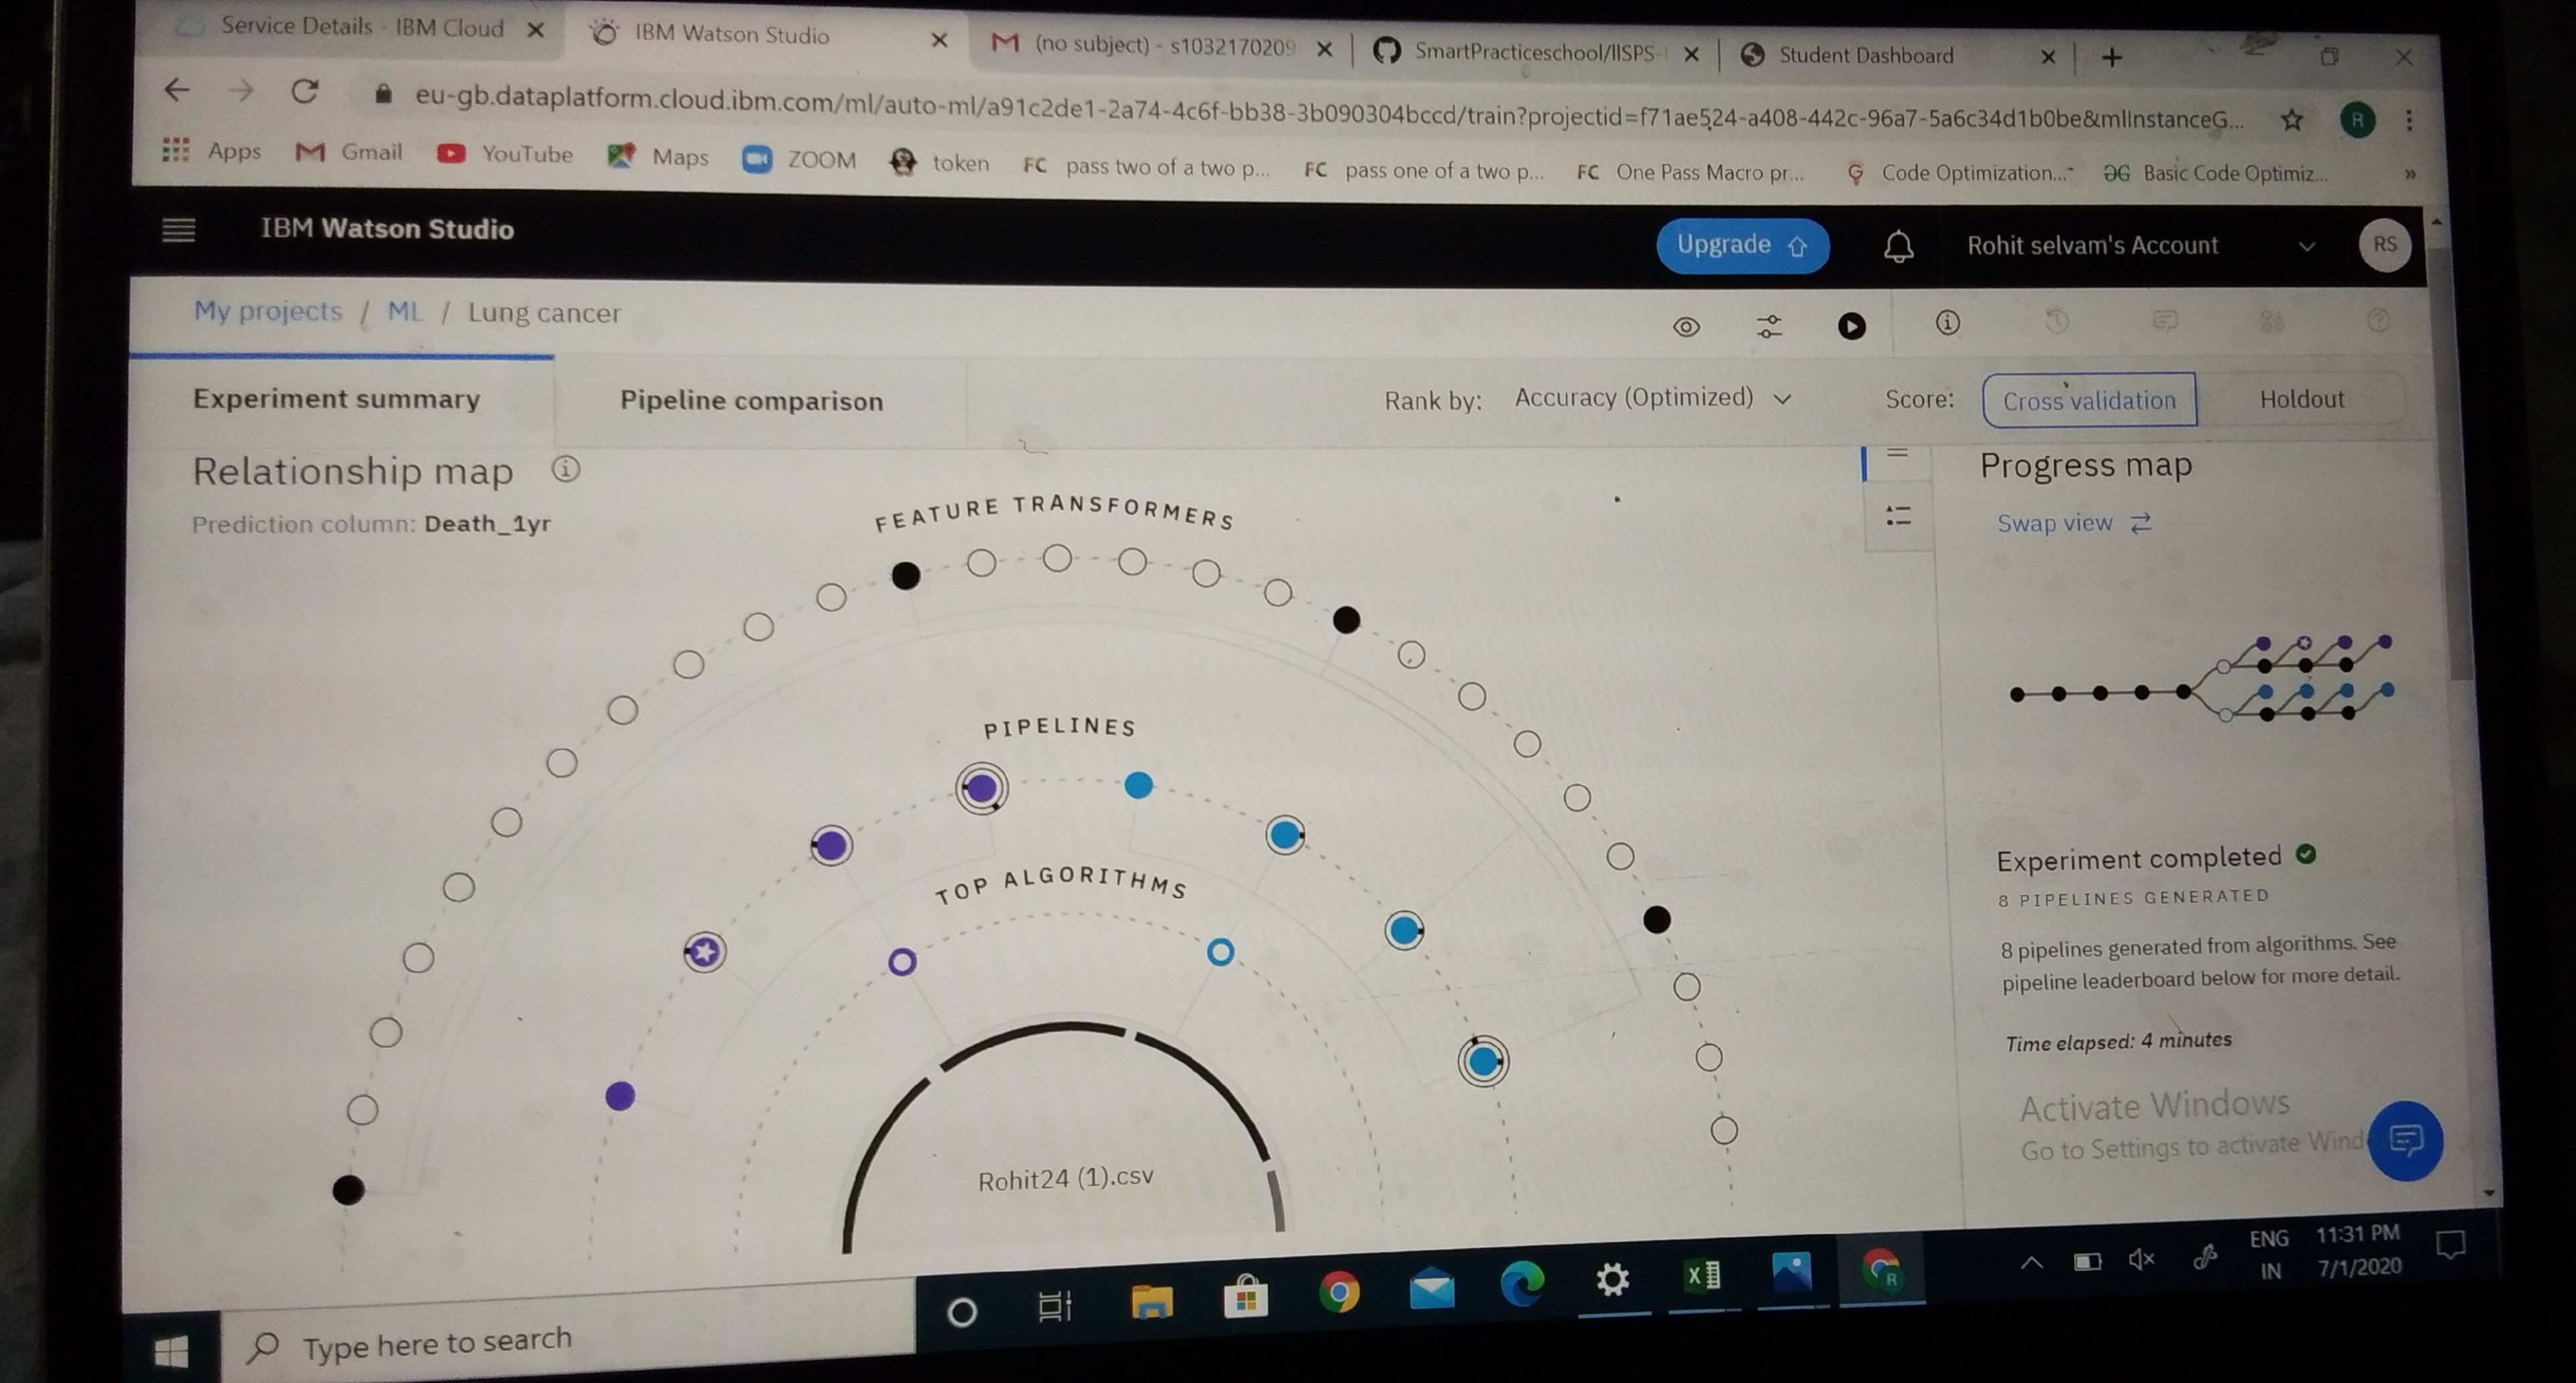 Service Details - IBM Cloud
IBM Watson Studio
(no subject) - s1032170209
SmartPracticeschool/llSPS-
Student Dashboard
eu-gb.dataplatform.cloud.ibm.com/ml/auto-ml/a91c2de1-2a74-4c6f-bb38-3b090304bccd/train?projectid=f71ae524-a408-442c-96a7-5a6c34d1b0be&mlInstanceG...
R
Apps
Gmail
YouTube
Maps
ZOOM
token
FC pass two of a two p...
FC pass one of a two p...
FC One Pass Macro pr...
Code Optimization...
Basic Code Optimiz...
»
IBM Watson Studio
Upgrade
Rohit selvam's Account
RS
My projects / ML / Lung cancer
Experiment summary
Pipeline comparison
Rank by: Accuracy (Optimized)
Score: Cross validation
Holdout
Relationship map
Prediction column: Death_1yr
FEATURE TRANSFORMERS
PIPELINES
TOP ALGORITHMS
Rohit24 (1).csv
Progress map
Swap view
Experiment completed
8 PIPELINES GENERATED
8 pipelines generated from algorithms. See
pipeline leaderboard below for more detail.
Time elapsed: 4 minutes
Activate Windows
Go to Settings to activate Wind
Type here to search
R
ENG
IN
11:31 PM
7/1/2020